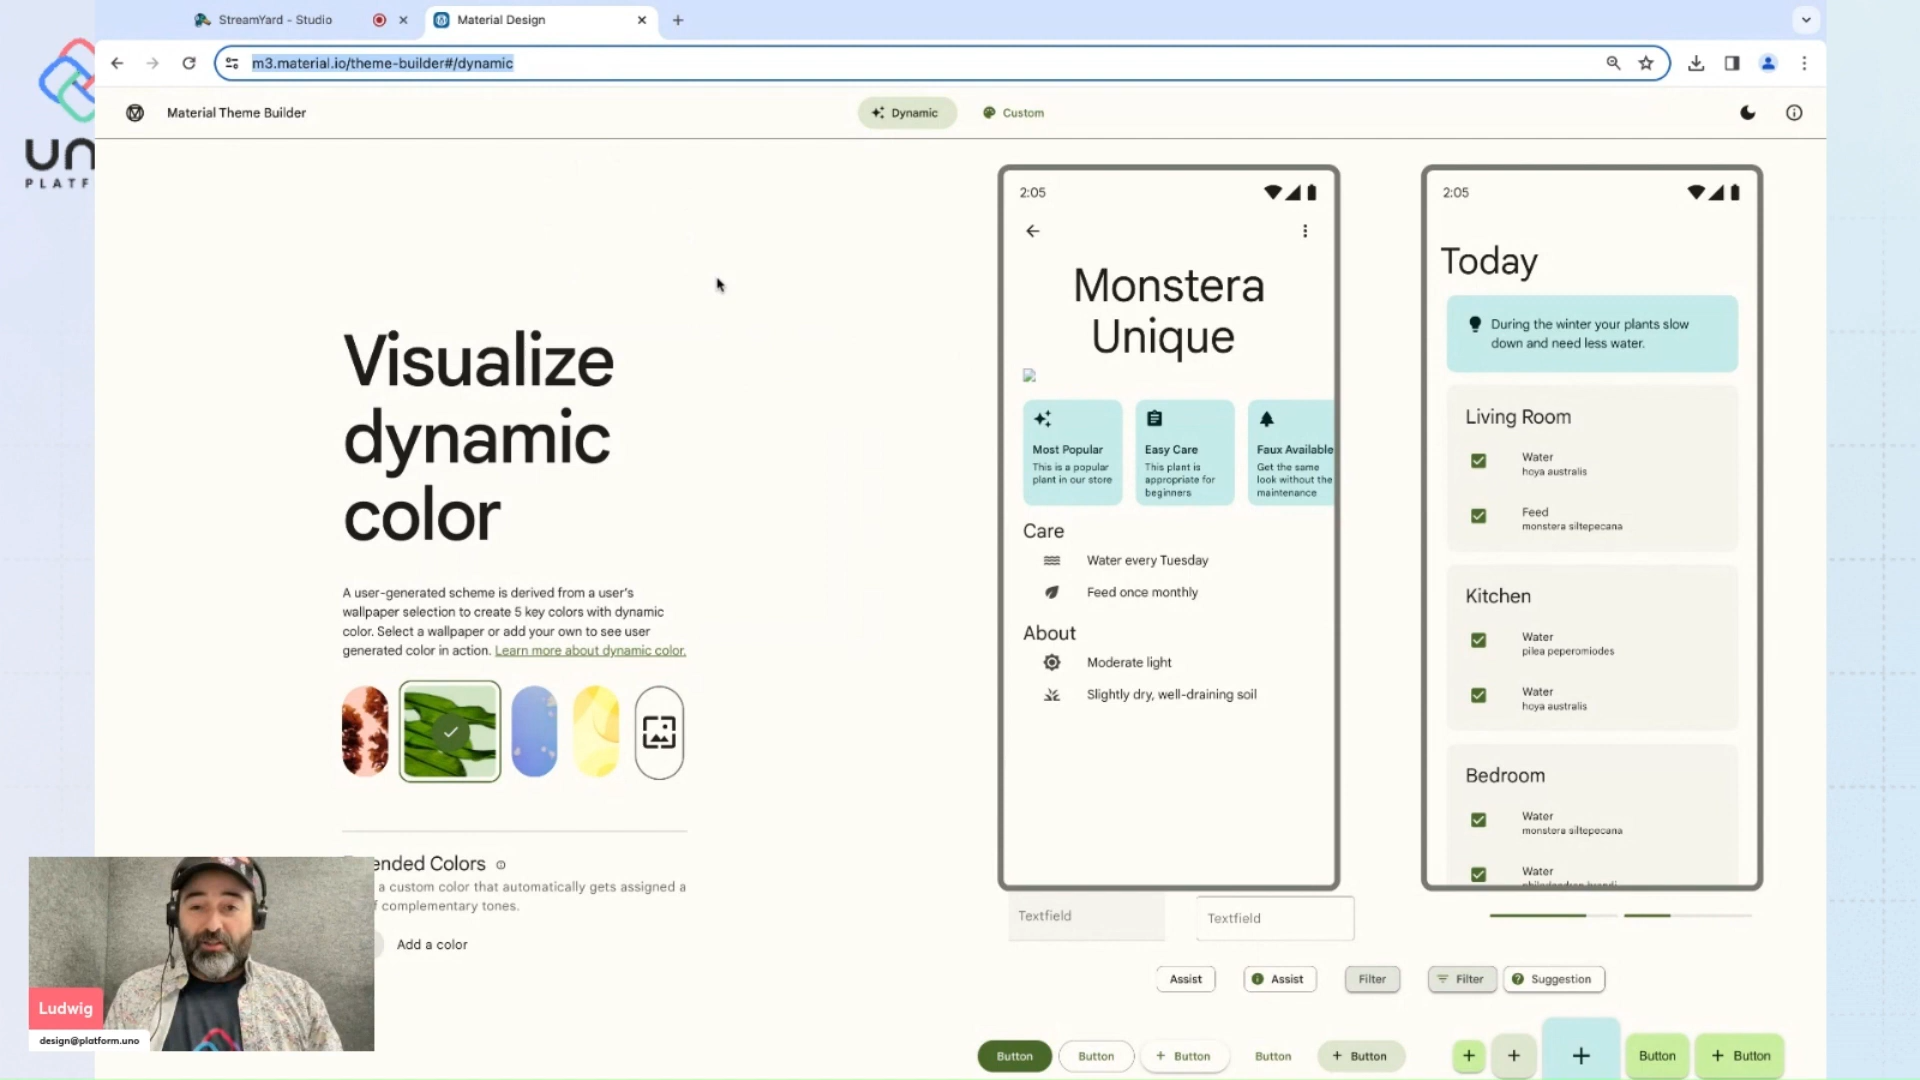 StreamYard - Studio
Material Design
m3.material.io/theme-builder#/dynamic
Material Theme Builder
Dynamic
Custom
UN
PLATF
Visualize
dynamic
color
A user-generated scheme is derived from a user's
wallpaper selection to create 5 key colors with dynamic
color. Select a wallpaper or add your own to see user
generated color in action. Learn more about dynamic color.
ended Colors
a custom color that automatically gets assigned a
f complementary tones.
Add a color
Ludwig
design@platform.uno
2:05
Monstera
Unique
Most Popular
This is a popular
plant in our store
Easy Care
This plant is
appropriate for
beginners
Faux Available
Get the same
look without the
maintenance
Care
Water every Tuesday
Feed once monthly
About
Moderate light
Slightly dry, well-draining soil
2:05
Today
During the winter your plants slow
down and need less water.
Living Room
Water
hoya australis
Feed
monstera siltepecana
Kitchen
Water
pilea peperomiodes
Water
hoya australis
Bedroom
Water
monstera siltepecana
Water
Textfield
Textfield
Assist
Assist
Filter
Filter
Suggestion
Button
Button
+ Button
Button
+ Button
+
+
+
Button
+ Button